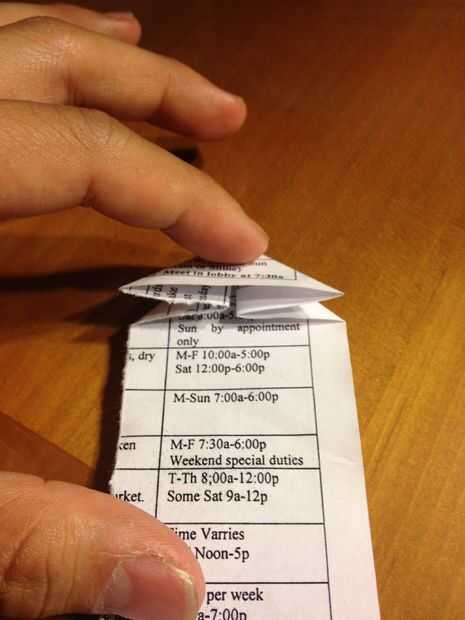 Meet in lobby at 7:30a
Sun by appointment
only
s, dry M-F 10:00a-5:00p
Sat 12:00p-6:00p
M-Sun 7:00a-6:00p
ken M-F 7:30a-6:00p
Weekend special duties
T-Th 8;00a-12:00p
rket. Some Sat 9a-12p
Time Varries
Noon-5p
per week
a-7:00p